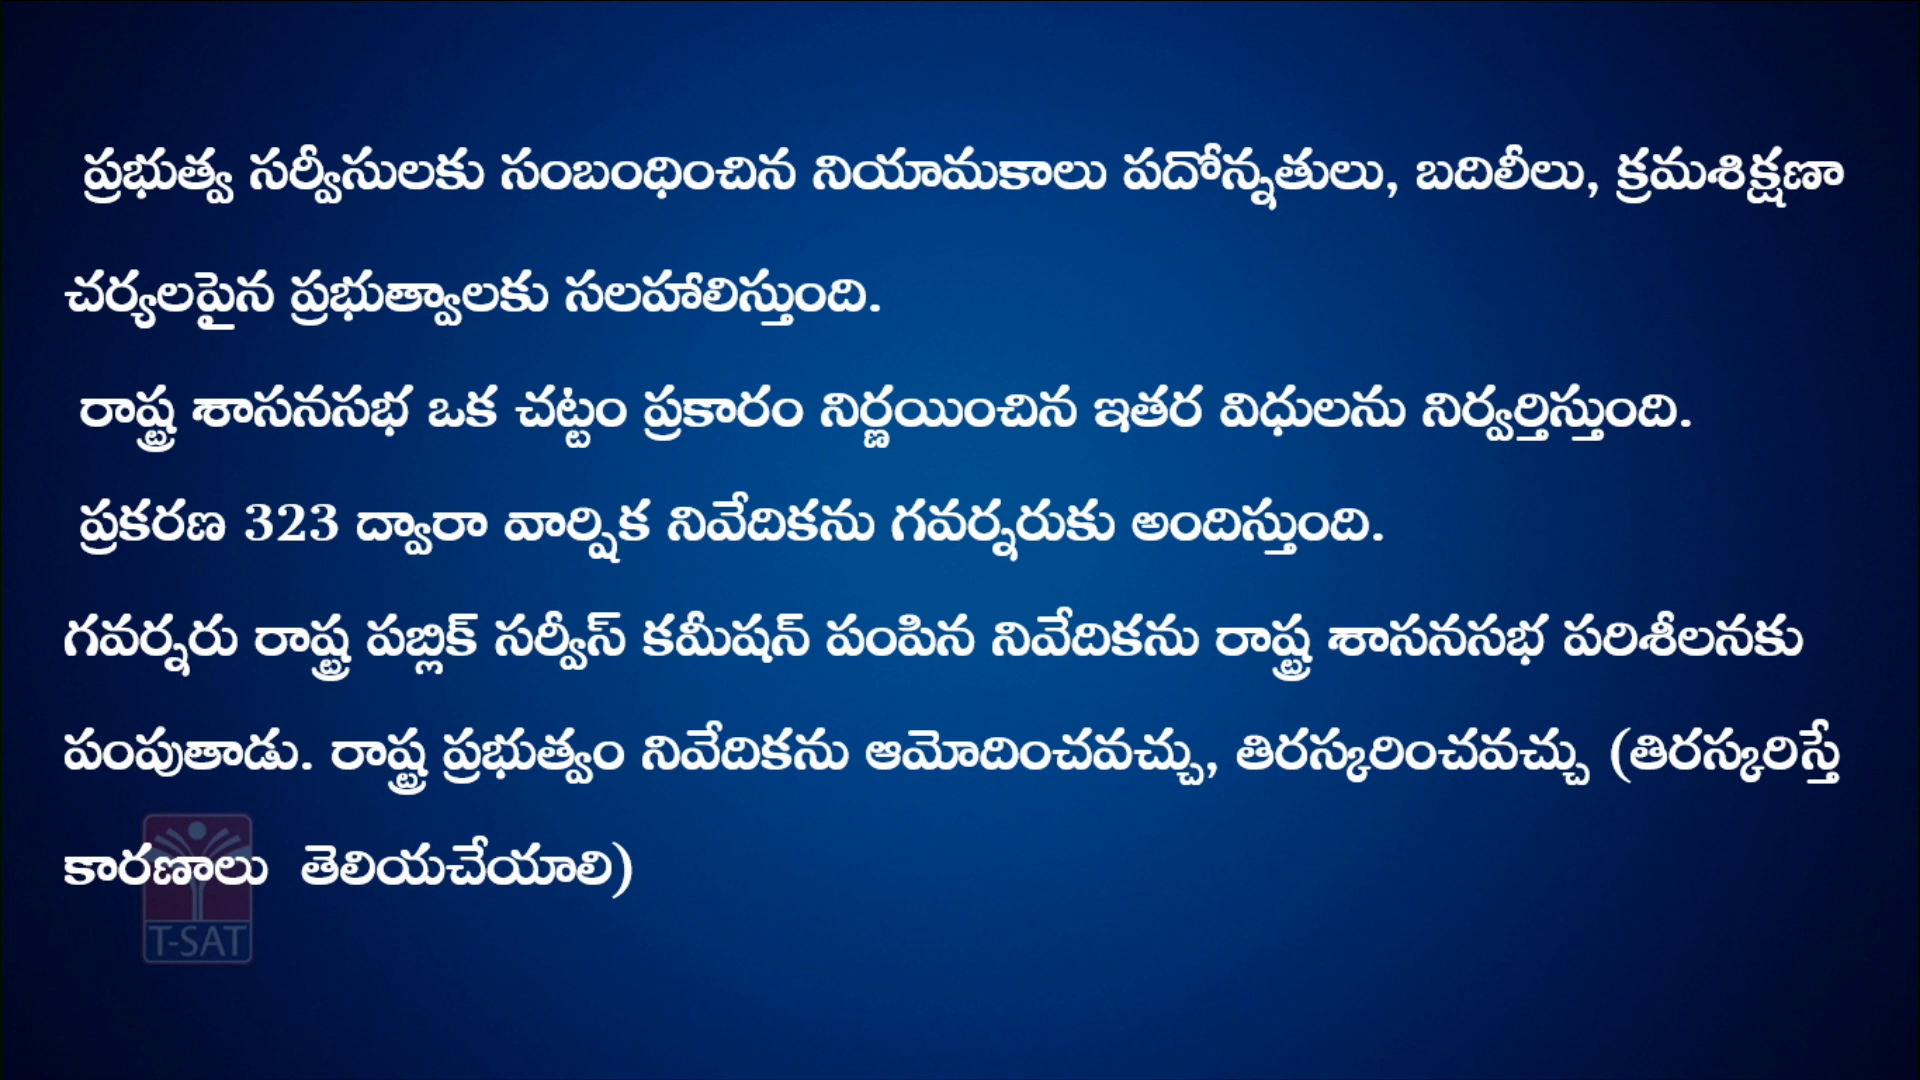 ప్రభుత్వ సర్వీసులకు సంబంధించిన నియామకాలు పదోన్నతులు, బదిలీలు, క్రమశిక్షణా
చర్యలపైన ప్రభుత్వాలకు సలహాలిస్తుంది.
రాష్ట్ర శాసనసభ ఒక చట్టం ప్రకారం నిర్ణయించిన ఇతర విధులను నిర్వర్తిస్తుంది.
ప్రకరణ 323 ద్వారా వార్షిక నివేదికను గవర్నరుకు అందిస్తుంది.
గవర్నరు రాష్ట్ర పబ్లిక్ సర్వీస్ కమీషన్ పంపిన నివేదికను రాష్ట్ర శాసనసభ పరిశీలనకు
పంపుతాడు. రాష్ట్ర ప్రభుత్వం నివేదికను ఆమోదించవచ్చు, తిరస్కరించవచ్చు (తిరస్కరిస్తే
కారణాలు తెలియచేయాలి)
T-SAT